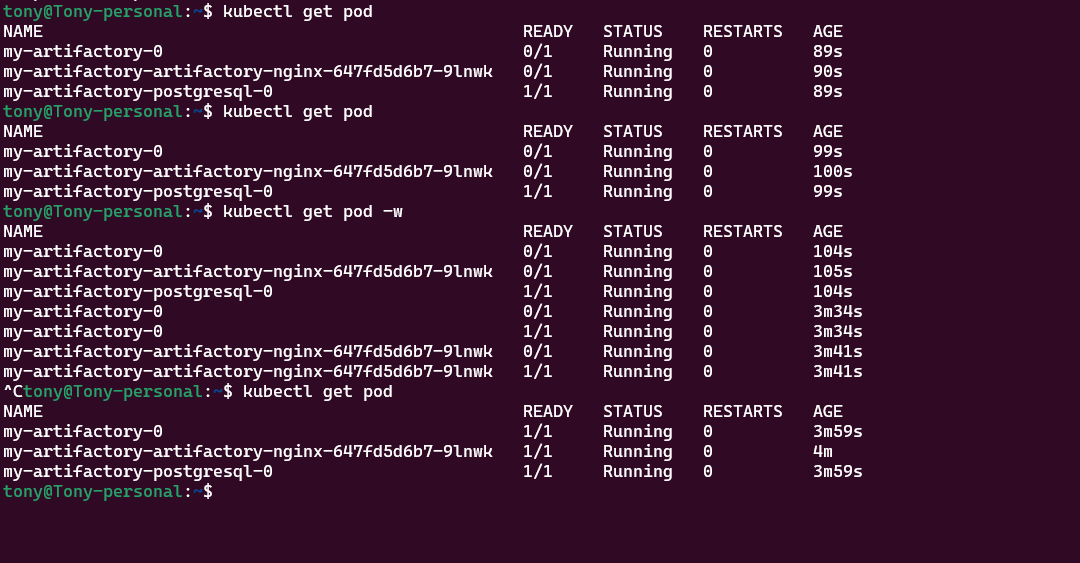 tony@Tony-personal:~$ kubectl get pod
NAME                                                READY   STATUS    RESTARTS   AGE
my-artifactory-0                                    0/1     Running   0          89s
my-artifactory-artifactory-nginx-647fd5d6b7-9lnwk   0/1     Running   0          90s
my-artifactory-postgresql-0                         1/1     Running   0          89s
tony@Tony-personal:~$ kubectl get pod
NAME                                                READY   STATUS    RESTARTS   AGE
my-artifactory-0                                    0/1     Running   0          99s
my-artifactory-artifactory-nginx-647fd5d6b7-9lnwk   0/1     Running   0          100s
my-artifactory-postgresql-0                         1/1     Running   0          99s
tony@Tony-personal:~$ kubectl get pod -w
NAME                                                READY   STATUS    RESTARTS   AGE
my-artifactory-0                                    0/1     Running   0          104s
my-artifactory-artifactory-nginx-647fd5d6b7-9lnwk   0/1     Running   0          105s
my-artifactory-postgresql-0                         1/1     Running   0          104s
my-artifactory-0                                    0/1     Running   0          3m34s
my-artifactory-0                                    1/1     Running   0          3m34s
my-artifactory-artifactory-nginx-647fd5d6b7-9lnwk   0/1     Running   0          3m41s
my-artifactory-artifactory-nginx-647fd5d6b7-9lnwk   1/1     Running   0          3m41s
^Ctony@Tony-personal:~$ kubectl get pod
NAME                                                READY   STATUS    RESTARTS   AGE
my-artifactory-0                                    1/1     Running   0          3m59s
my-artifactory-artifactory-nginx-647fd5d6b7-9lnwk   1/1     Running   0          4m
my-artifactory-postgresql-0                         1/1     Running   0          3m59s
tony@Tony-personal:~$